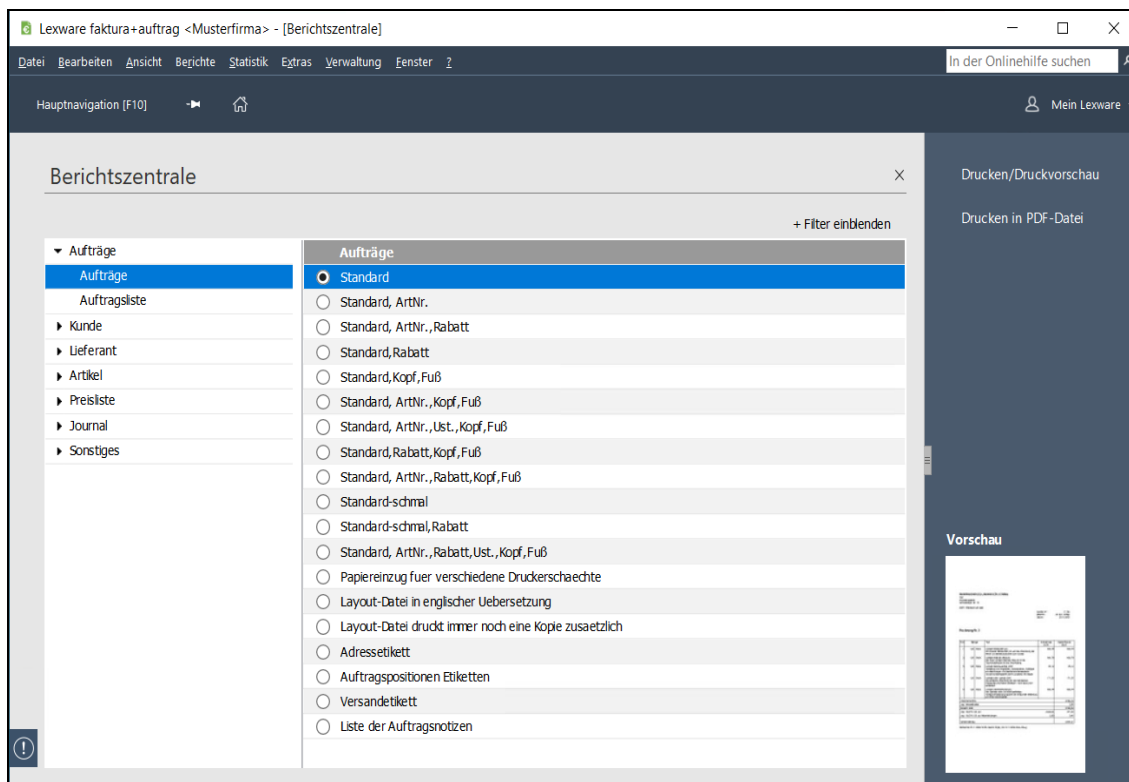 Lexware faktura+auftrag <Musterfirma> - [Berichtszentrale]
Datei Bearbeiten Ansicht Berichte Statistik Extras Verwaltung Fenster ?
In der Onlinehilfe suchen
Hauptnavigation [F10]
Mein Lexware
Berichtszentrale
+ Filter einblenden
Aufträge
Aufträge
Auftragsliste
Kunde
Lieferant
Artikel
Preisliste
Journal
Sonstiges
Aufträge
Standard
Standard, ArtNr.
Standard, ArtNr.,Rabatt
Standard,Rabatt
Standard,Kopf,Fuß
Standard, ArtNr.,Kopf,Fuß
Standard, ArtNr.,Ust.,Kopf,Fuß
Standard,Rabatt,Kopf,Fuß
Standard, ArtNr.,Rabatt,Kopf,Fuß
Standard-schmal
Standard-schmal,Rabatt
Standard, ArtNr.,Rabatt,Ust.,Kopf,Fuß
Papiereinzug fuer verschiedene Druckerschaechte
Layout-Datei in englischer Uebersetzung
Layout-Datei druckt immer noch eine Kopie zusaetzlich
Adressetikett
Auftragspositionen Etiketten
Versandetikett
Liste der Auftragsnotizen
Drucken/Druckvorschau
Drucken in PDF-Datei
Vorschau